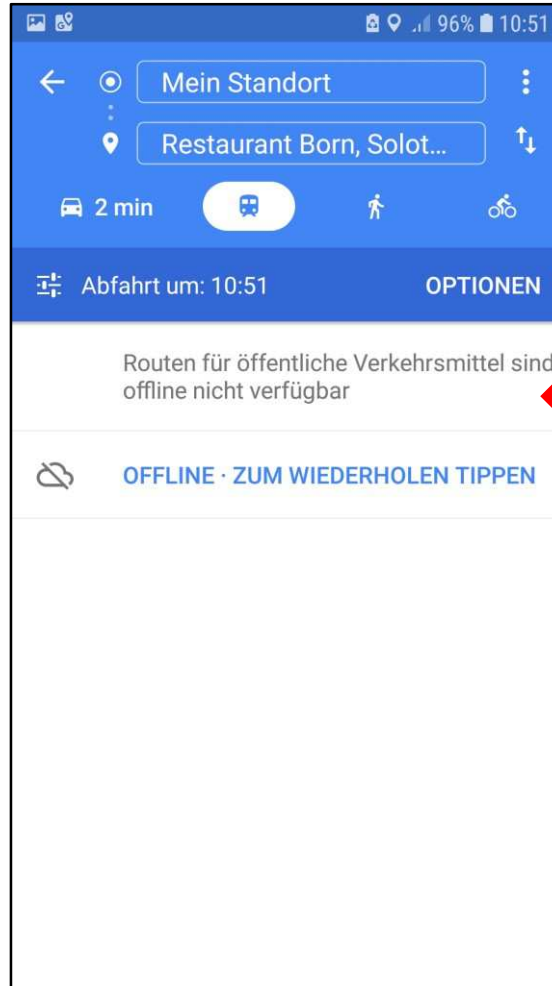 96% 10:51
Mein Standort
Restaurant Born, Solot...
2 min
Abfahrt um: 10:51 OPTIONEN
Routen für öffentliche Verkehrsmittel sind
offline nicht verfügbar
OFFLINE · ZUM WIEDERHOLEN TIPPEN